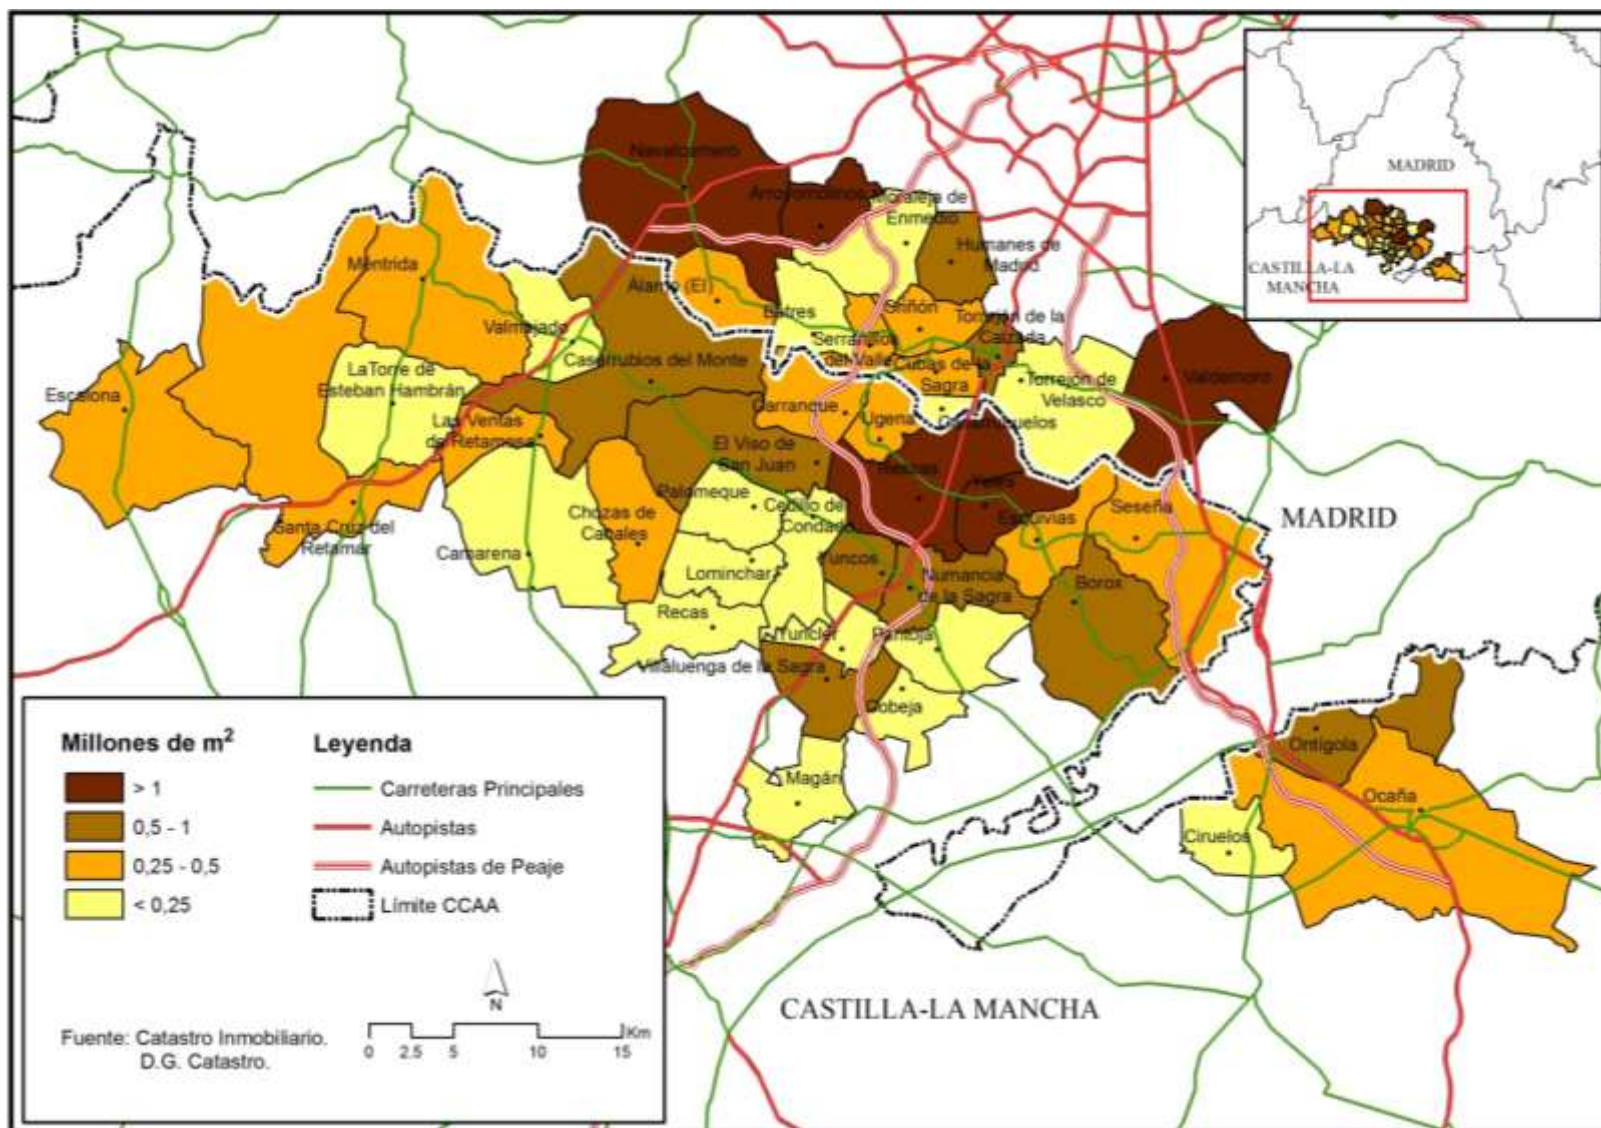 MADRID
CASTILLA-LA
MANCHA
Navalcarnero
Arroyomolinos
Moraleja de
Enmedio
Humanes de
Madrid
Méntrida
Álamo (El)
Batres
Griñón
Torrejón de la
Calzada
Valmojado
Serranillos
del Valle
Cubas de la
Sagra
Casarrubios del Monte
La Torre de
Esteban Hambrán
Torrejón de
Velasco
Valdemoro
Escalona
Las Ventas
de Retamosa
Carranque
Ugena
Casarrubuelos
El Viso de
San Juan
Illescas
Yeles
Palomeque
Cedillo de
Condado
Esquivias
Seseña
MADRID
Chozas de
Canales
Santa Cruz del
Retamar
Camarena
Lominchar
Yuncos
Numancia
de la Sagra
Borox
Recas
Yuncler
Pantoja
Villaluenga de la Sagra
Cobeja
Magán
Ontígola
Ocaña
Ciruelos
CASTILLA-LA MANCHA
Millones de m²
> 1
0,5 - 1
0,25 - 0,5
< 0,25
Leyenda
Carreteras Principales
Autopistas
Autopistas de Peaje
Límite CCAA
N
Km
0 2.5 5 10 15
Fuente: Catastro Inmobiliario.
D.G. Catastro.